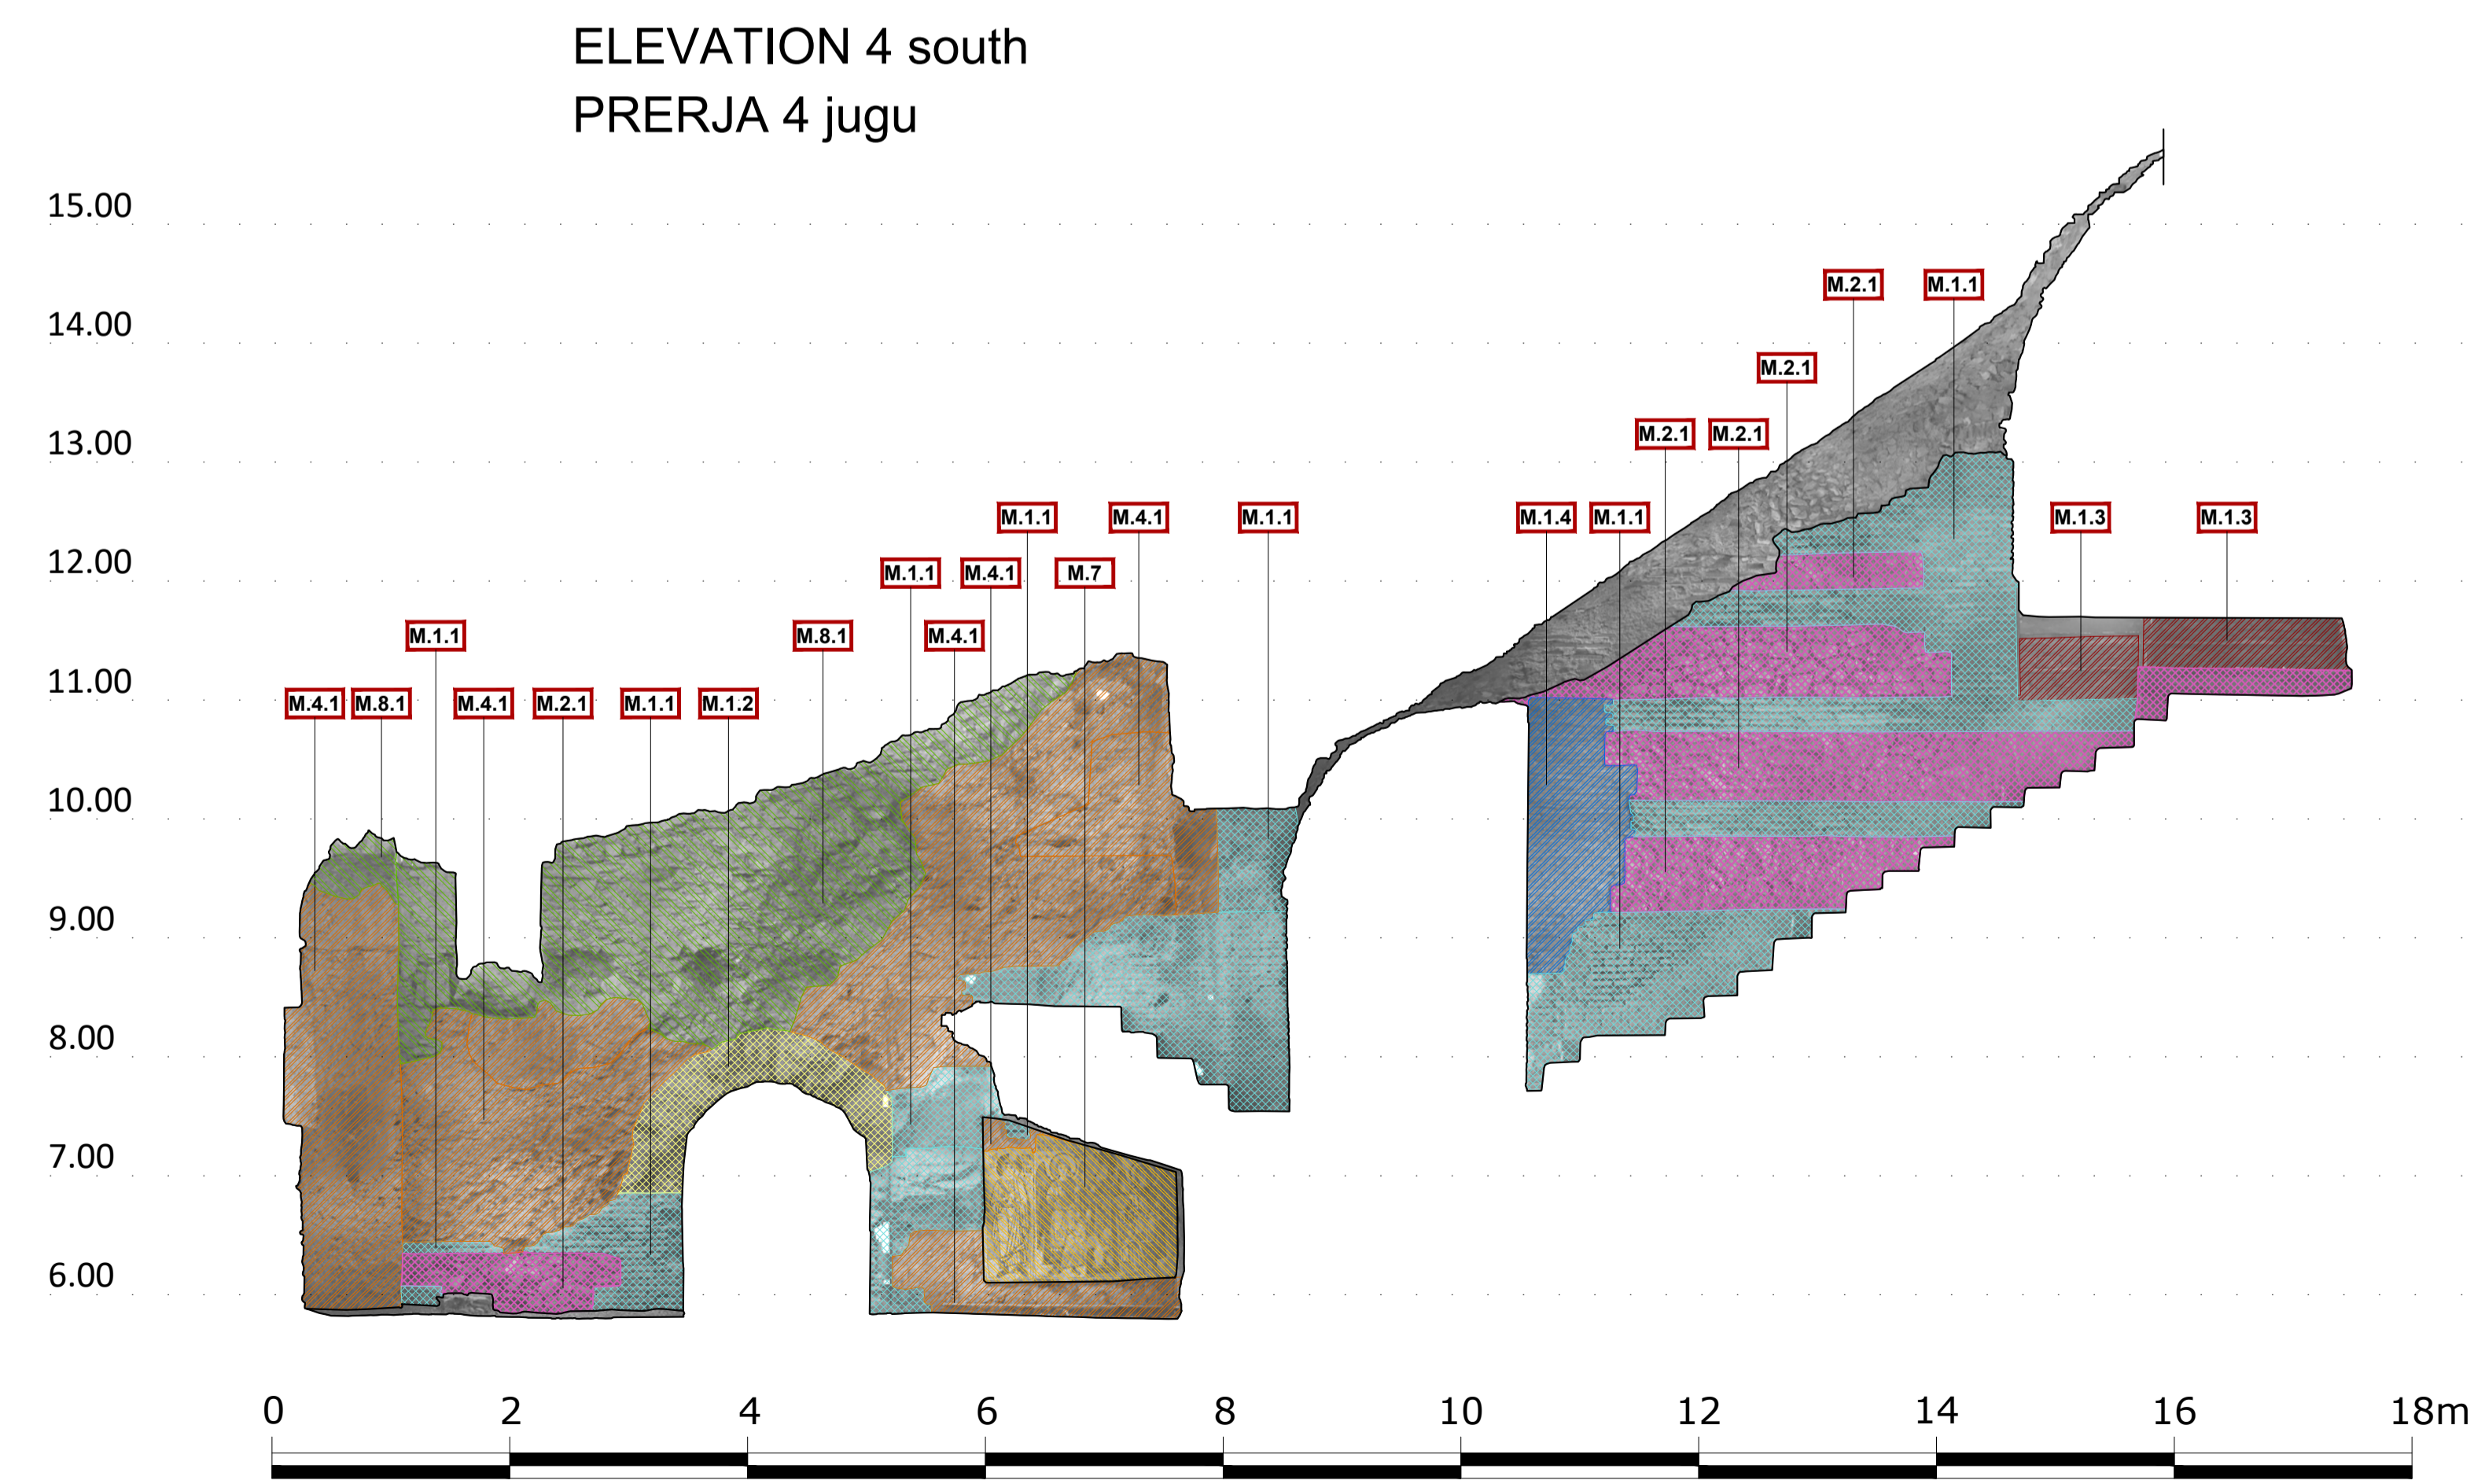 ELEVATION 4 south
PRERJA 4 jugu
15.00
M.2.1 M.1.1
14.00
M.2.1
13.00
M.2.1 M.2.1
M.1.1 M.4.1 M.1.1 M.1.4 M.1.1 M.1.3 M.1.3
12.00
M.1.1 M.4.1 M.7
M.1.1 M.8.1 M.4.1
11.00
M.4.1 M.8.1 M.4.1 M.2.1 M.1.1 M.1.2
10.00
9.00
8.00
7.00
6.00
0 2 4 6 8 10 12 14 16 18m